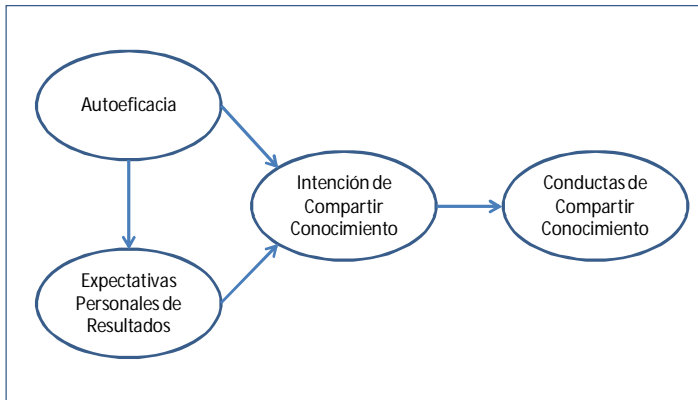 Autoeficacia
Expectativas
Personales de
Resultados
Intención de
Compartir
Conocimiento
Conductas de
Compartir
Conocimiento